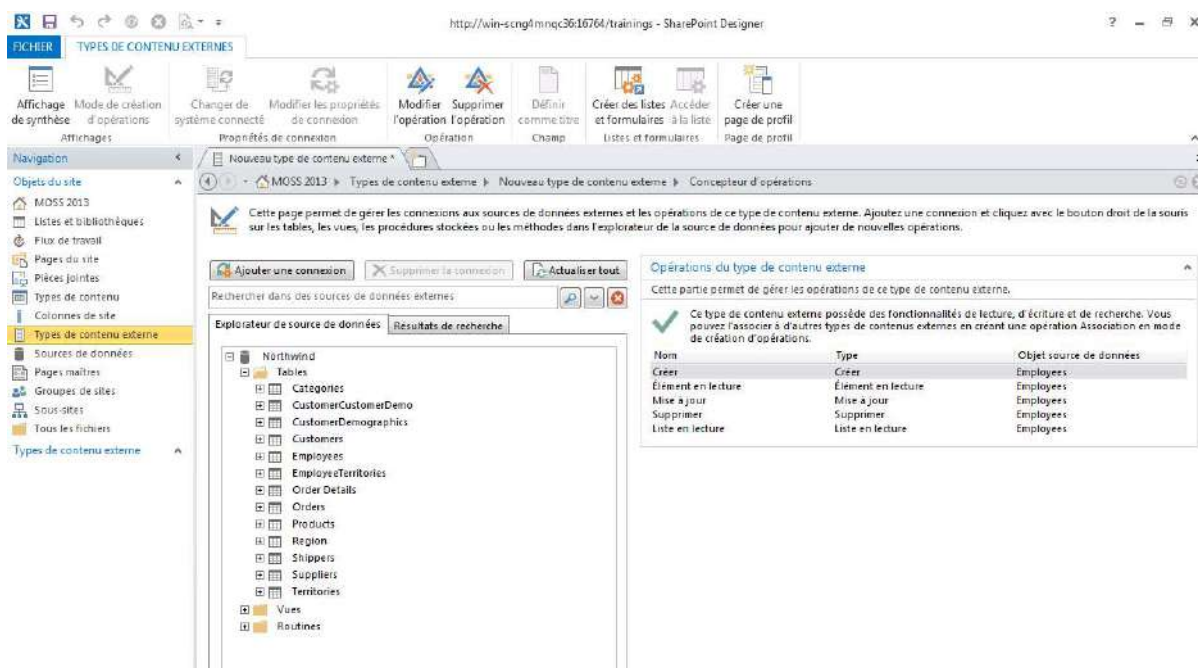 http://win-scng4mnqc36:16764/trainings - SharePoint Designer
FICHIER TYPES DE CONTENU EXTERNES
Affichage de synthèse
Mode de création d'opérations
Affichages
Changer de système connecté
Modifier les propriétés de connexion
Propriétés de connexion
Modifier l'opération
Supprimer l'opération
Opération
Définir comme titre
Champ
Créer des listes et formulaires
Accéder à la liste
Listes et formulaires
Créer une page de profil
Page de profil
Navigation
Objets du site
MOSS 2013
Listes et bibliothèques
Flux de travail
Pages du site
Pièces jointes
Types de contenu
Colonnes de site
Types de contenu externe
Sources de données
Pages maîtres
Groupes de sites
Sous-sites
Tous les fichiers
Types de contenu externe
Nouveau type de contenu externe *
MOSS 2013 Types de contenu externe Nouveau type de contenu externe Concepteur d'opérations
Cette page permet de gérer les connexions aux sources de données externes et les opérations de ce type de contenu externe. Ajoutez une connexion et cliquez avec le bouton droit de la souris
sur les tables, les vues, les procédures stockées ou les méthodes dans l'explorateur de la source de données pour ajouter de nouvelles opérations.
Ajouter une connexion Supprimer la connexion Actualiser tout
Rechercher dans des sources de données externes
Explorateur de source de données Résultats de recherche
Northwind
Tables
Categories
CustomerCustomerDemo
CustomerDemographics
Customers
Employees
EmployeeTerritories
Order Details
Orders
Products
Region
Shippers
Suppliers
Territories
Vues
Routines
Opérations du type de contenu externe
Cette partie permet de gérer les opérations de ce type de contenu externe.
Ce type de contenu externe possède des fonctionnalités de lecture, d'écriture et de recherche. Vous
pouvez l'associer à d'autres types de contenus externes en créant une opération Association en mode
de création d'opérations.
Nom Type Objet source de données
Créer Créer Employees
Élément en lecture Élément en lecture Employees
Mise à jour Mise à jour Employees
Supprimer Supprimer Employees
Liste en lecture Liste en lecture Employees